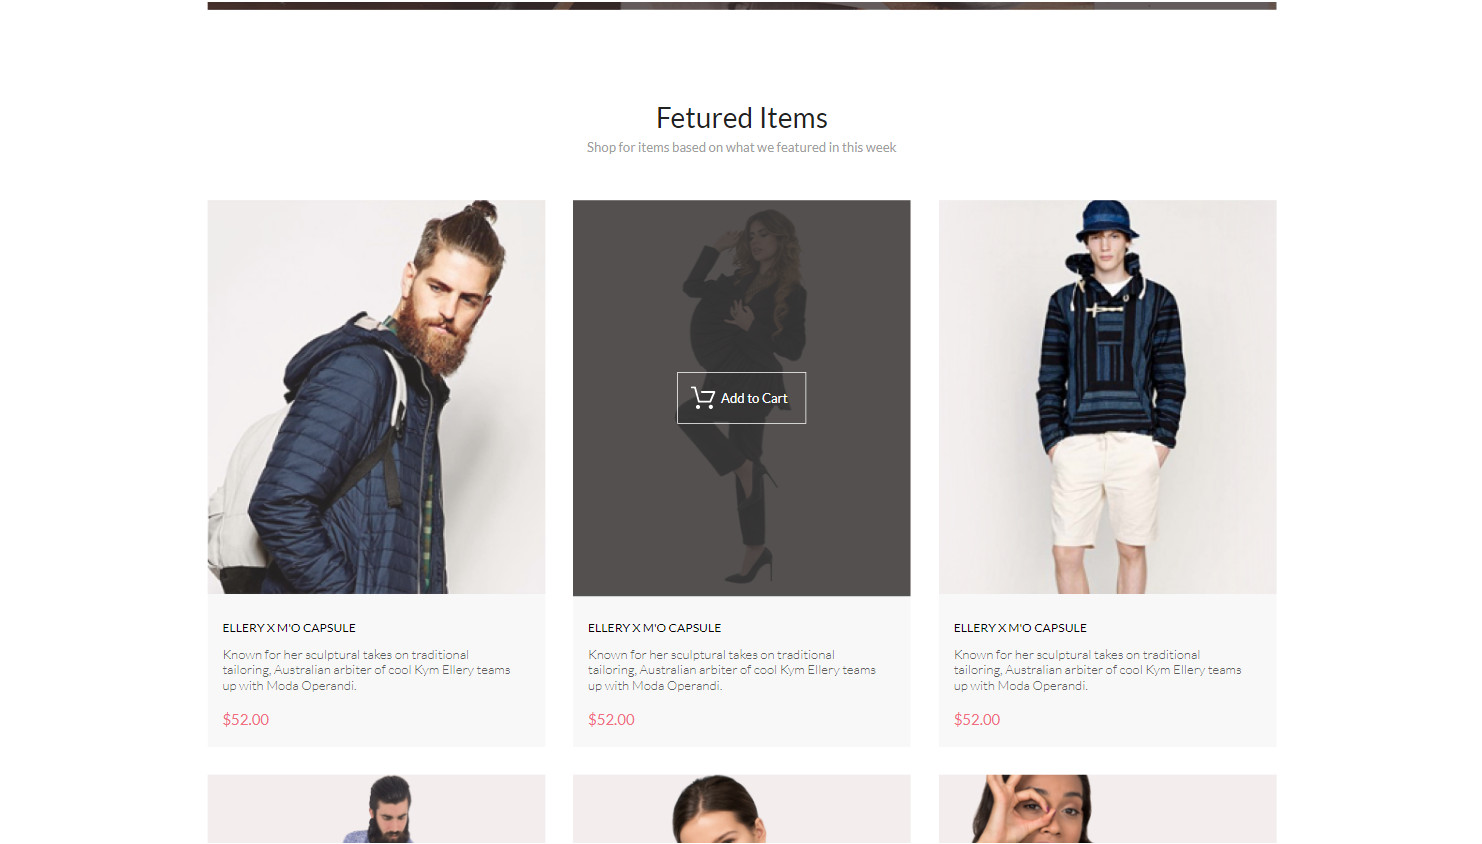 Fetured Items
Shop for items based on what we featured in this week
Add to Cart
ELLERY X M'O CAPSULE
Known for her sculptural takes on traditional
tailoring, Australian arbiter of cool Kym Ellery teams
up with Moda Operandi.
$52.00
ELLERY X M'O CAPSULE
Known for her sculptural takes on traditional
tailoring, Australian arbiter of cool Kym Ellery teams
up with Moda Operandi.
$52.00
ELLERY X M'O CAPSULE
Known for her sculptural takes on traditional
tailoring, Australian arbiter of cool Kym Ellery teams
up with Moda Operandi.
$52.00